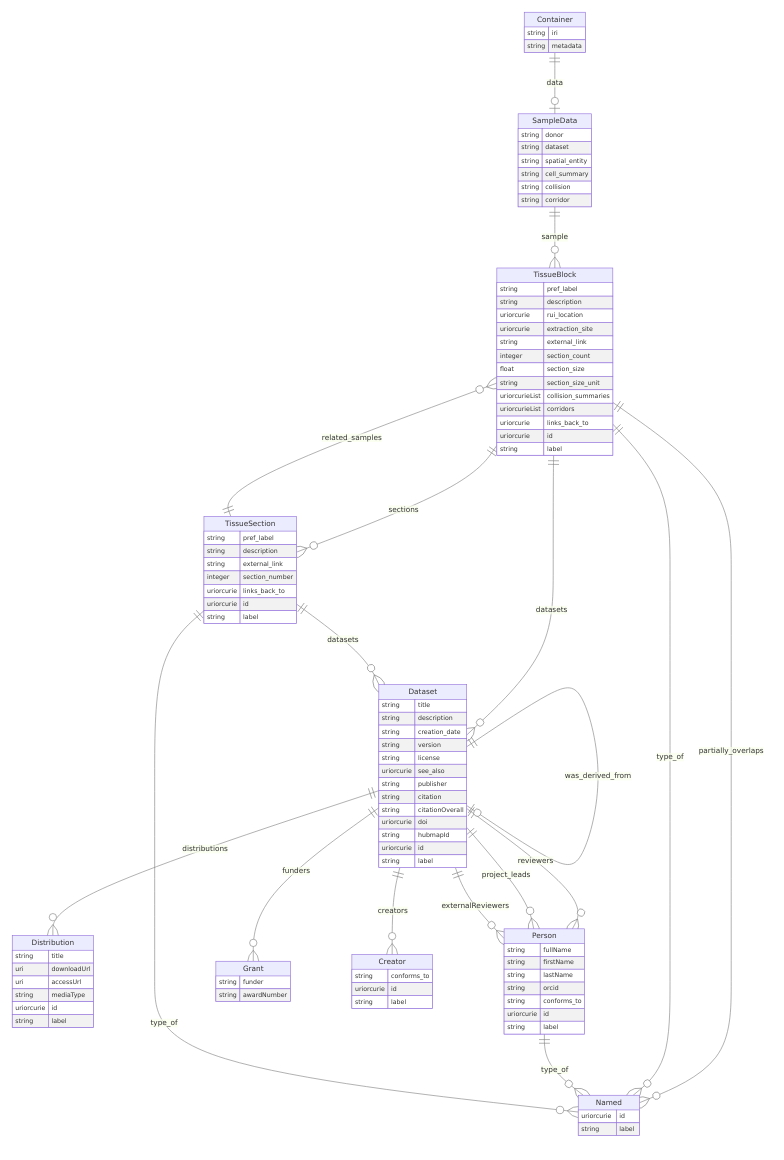 Container
string iri
string metadata
data
SampleData
string donor
string dataset
string spatial_entity
string cell_summary
string collision
string corridor
sample
TissueBlock
string pref_label
string description
uriorcurie rui_location
uriorcurie extraction_site
string external_link
integer section_count
float section_size
string section_size_unit
uriorcurieList collision_summaries
uriorcurieList corridors
uriorcurie links_back_to
uriorcurie id
string label
related_samples
sections
TissueSection
string pref_label
string description
string external_link
integer section_number
uriorcurie links_back_to
uriorcurie id
string label
datasets
datasets
Dataset
string title
string description
string creation_date
string version
string license
uriorcurie see_also
string publisher
string citation
string citationOverall
uriorcurie doi
string hubmapId
uriorcurie id
string label
was_derived_from
type_of
partially_overlaps
distributions
funders
creators
externalReviewers
project_leads
reviewers
Distribution
string title
uri downloadUrl
uri accessUrl
string mediaType
uriorcurie id
string label
Grant
string funder
string awardNumber
Creator
string conforms_to
uriorcurie id
string label
Person
string fullName
string firstName
string lastName
string orcid
string conforms_to
uriorcurie id
string label
type_of
type_of
Named
uriorcurie id
string label